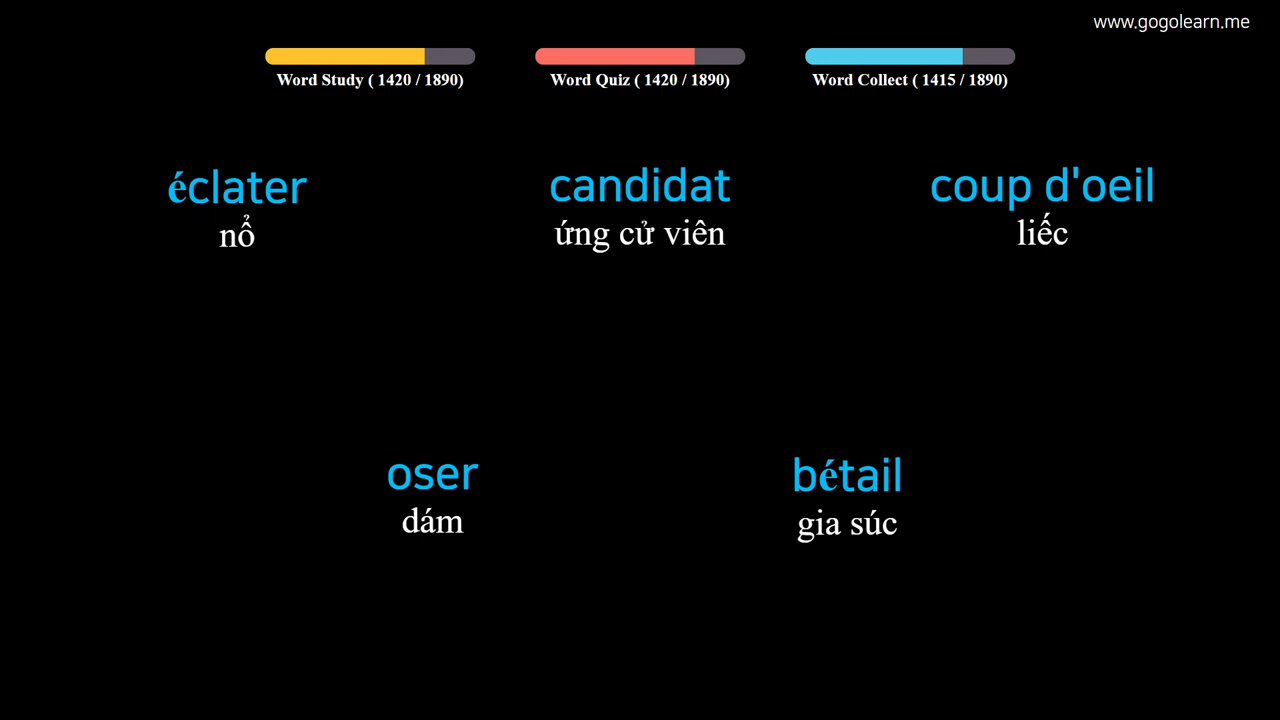 www.gogolearn.me
Word Study ( 1420 / 1890)
Word Quiz ( 1420 / 1890)
Word Collect ( 1415 / 1890)
éclater
nổ
candidat
ứng cử viên
coup d'oeil
liếc
oser
dám
bétail
gia súc